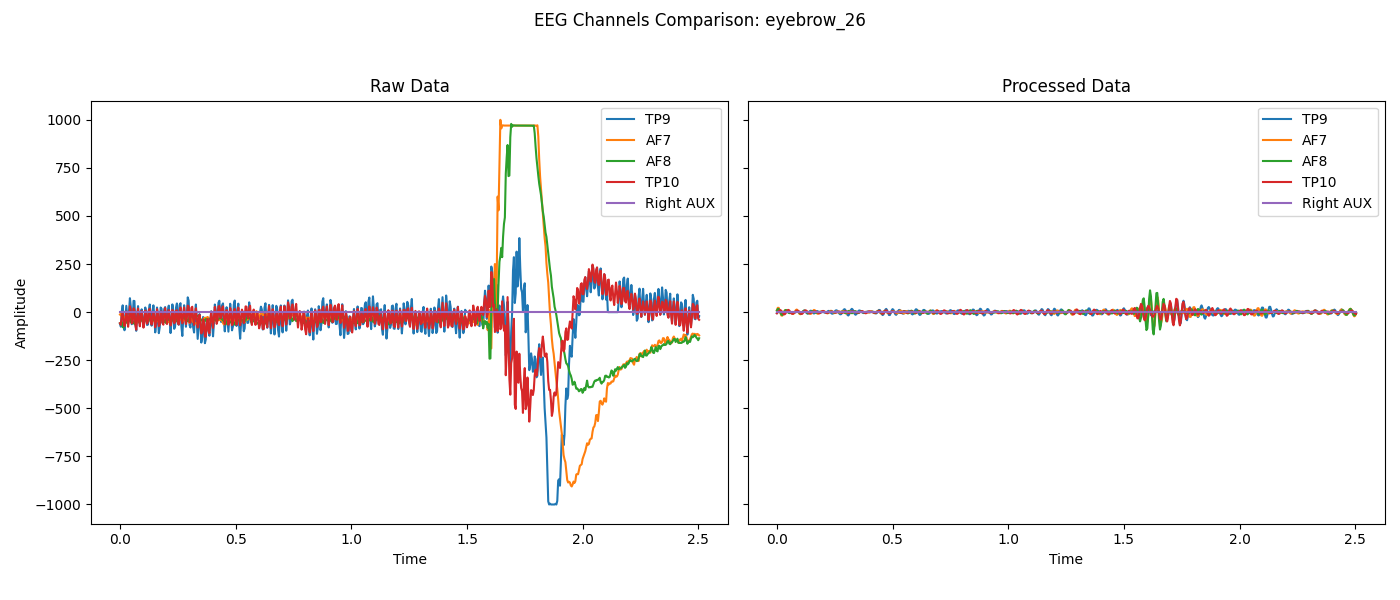 EEG Channels Comparison: eyebrow_26
Raw Data
Amplitude
1000
750
500
250
0
−250
−500
−750
−1000
0.0 0.5 1.0 1.5 2.0 2.5
Time
TP9
AF7
AF8
TP10
Right AUX
Processed Data
0.0 0.5 1.0 1.5 2.0 2.5
Time
TP9
AF7
AF8
TP10
Right AUX